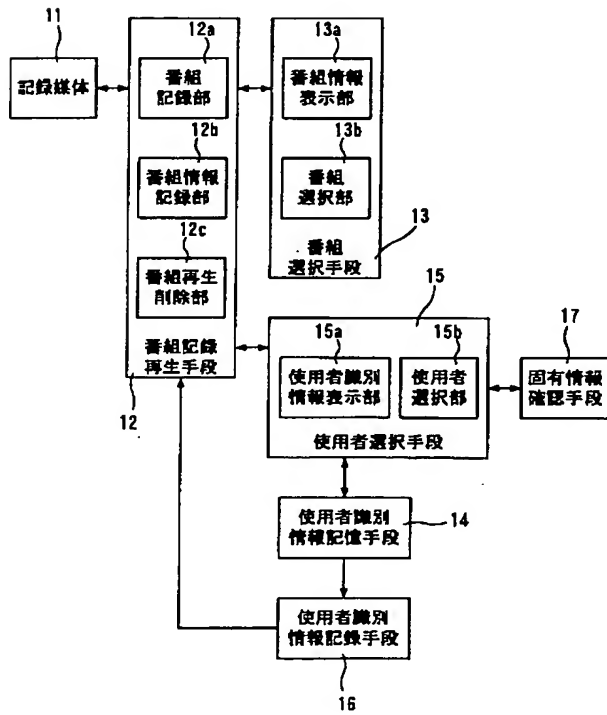 11
記録媒体
12a
番組
記録部
12b
番組情報
記録部
12c
番組再生
削除部
番組記録
再生手段
12
13a
番組情報
表示部
13b
番組
選択部
番組
選択手段
13
15
15a
使用者識別
情報表示部
15b
使用者
選択部
使用者選択手段
17
固有情報
確認手段
使用者識別
情報記憶手段
14
使用者識別
情報記録手段
16